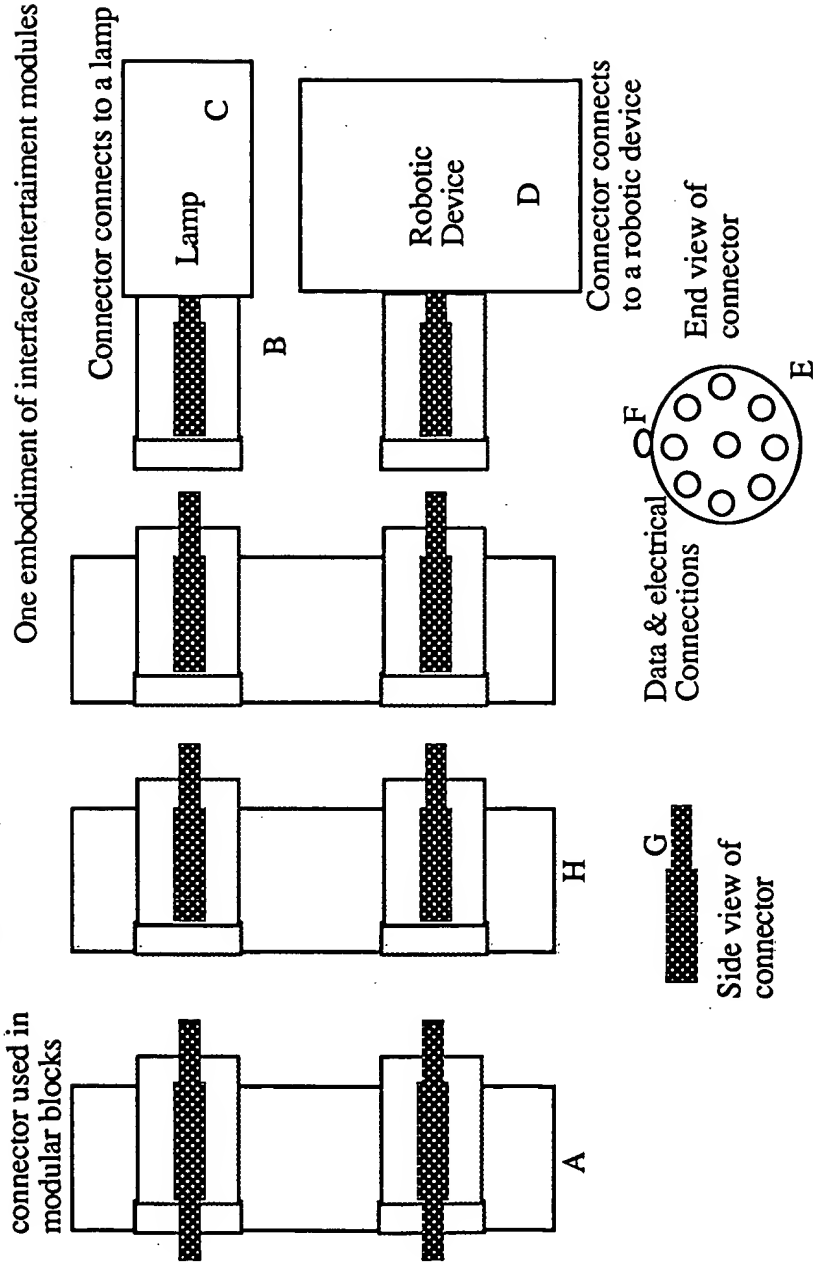 One embodiment of interface/entertaiment modules
connector used in
modular blocks
Connector connects to a lamp
Lamp
C
B
Robotic
Device
D
Connector connects
to a robotic device
A
H
G
Side view of
connector
Data & electrical
Connections
F
E
End view of
connector